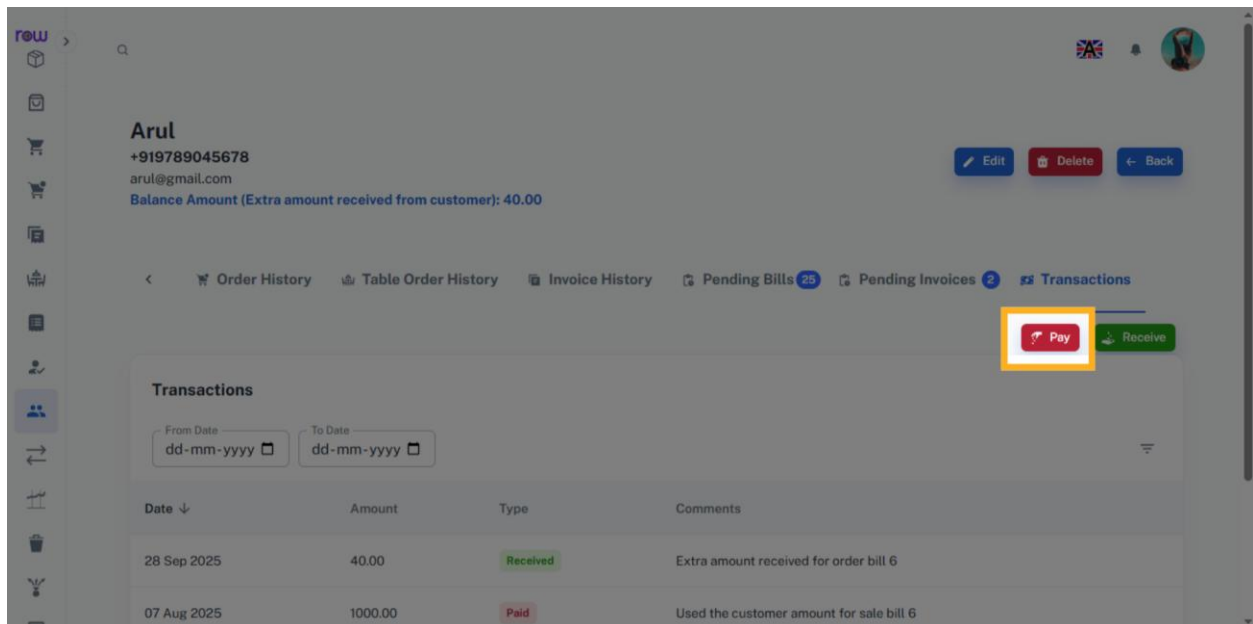 row
Arul
+919789045678
arul@gmail.com
Balance Amount (Extra amount received from customer): 40.00
Edit
Delete
← Back
Order History
Table Order History
Invoice History
Pending Bills 25
Pending Invoices 2
Transactions
Pay
Receive
Transactions
From Date
To Date
dd-mm-yyyy
dd-mm-yyyy
Date ↓ Amount Type Comments
28 Sep 2025 40.00 Received Extra amount received for order bill 6
07 Aug 2025 1000.00 Paid Used the customer amount for sale bill 6